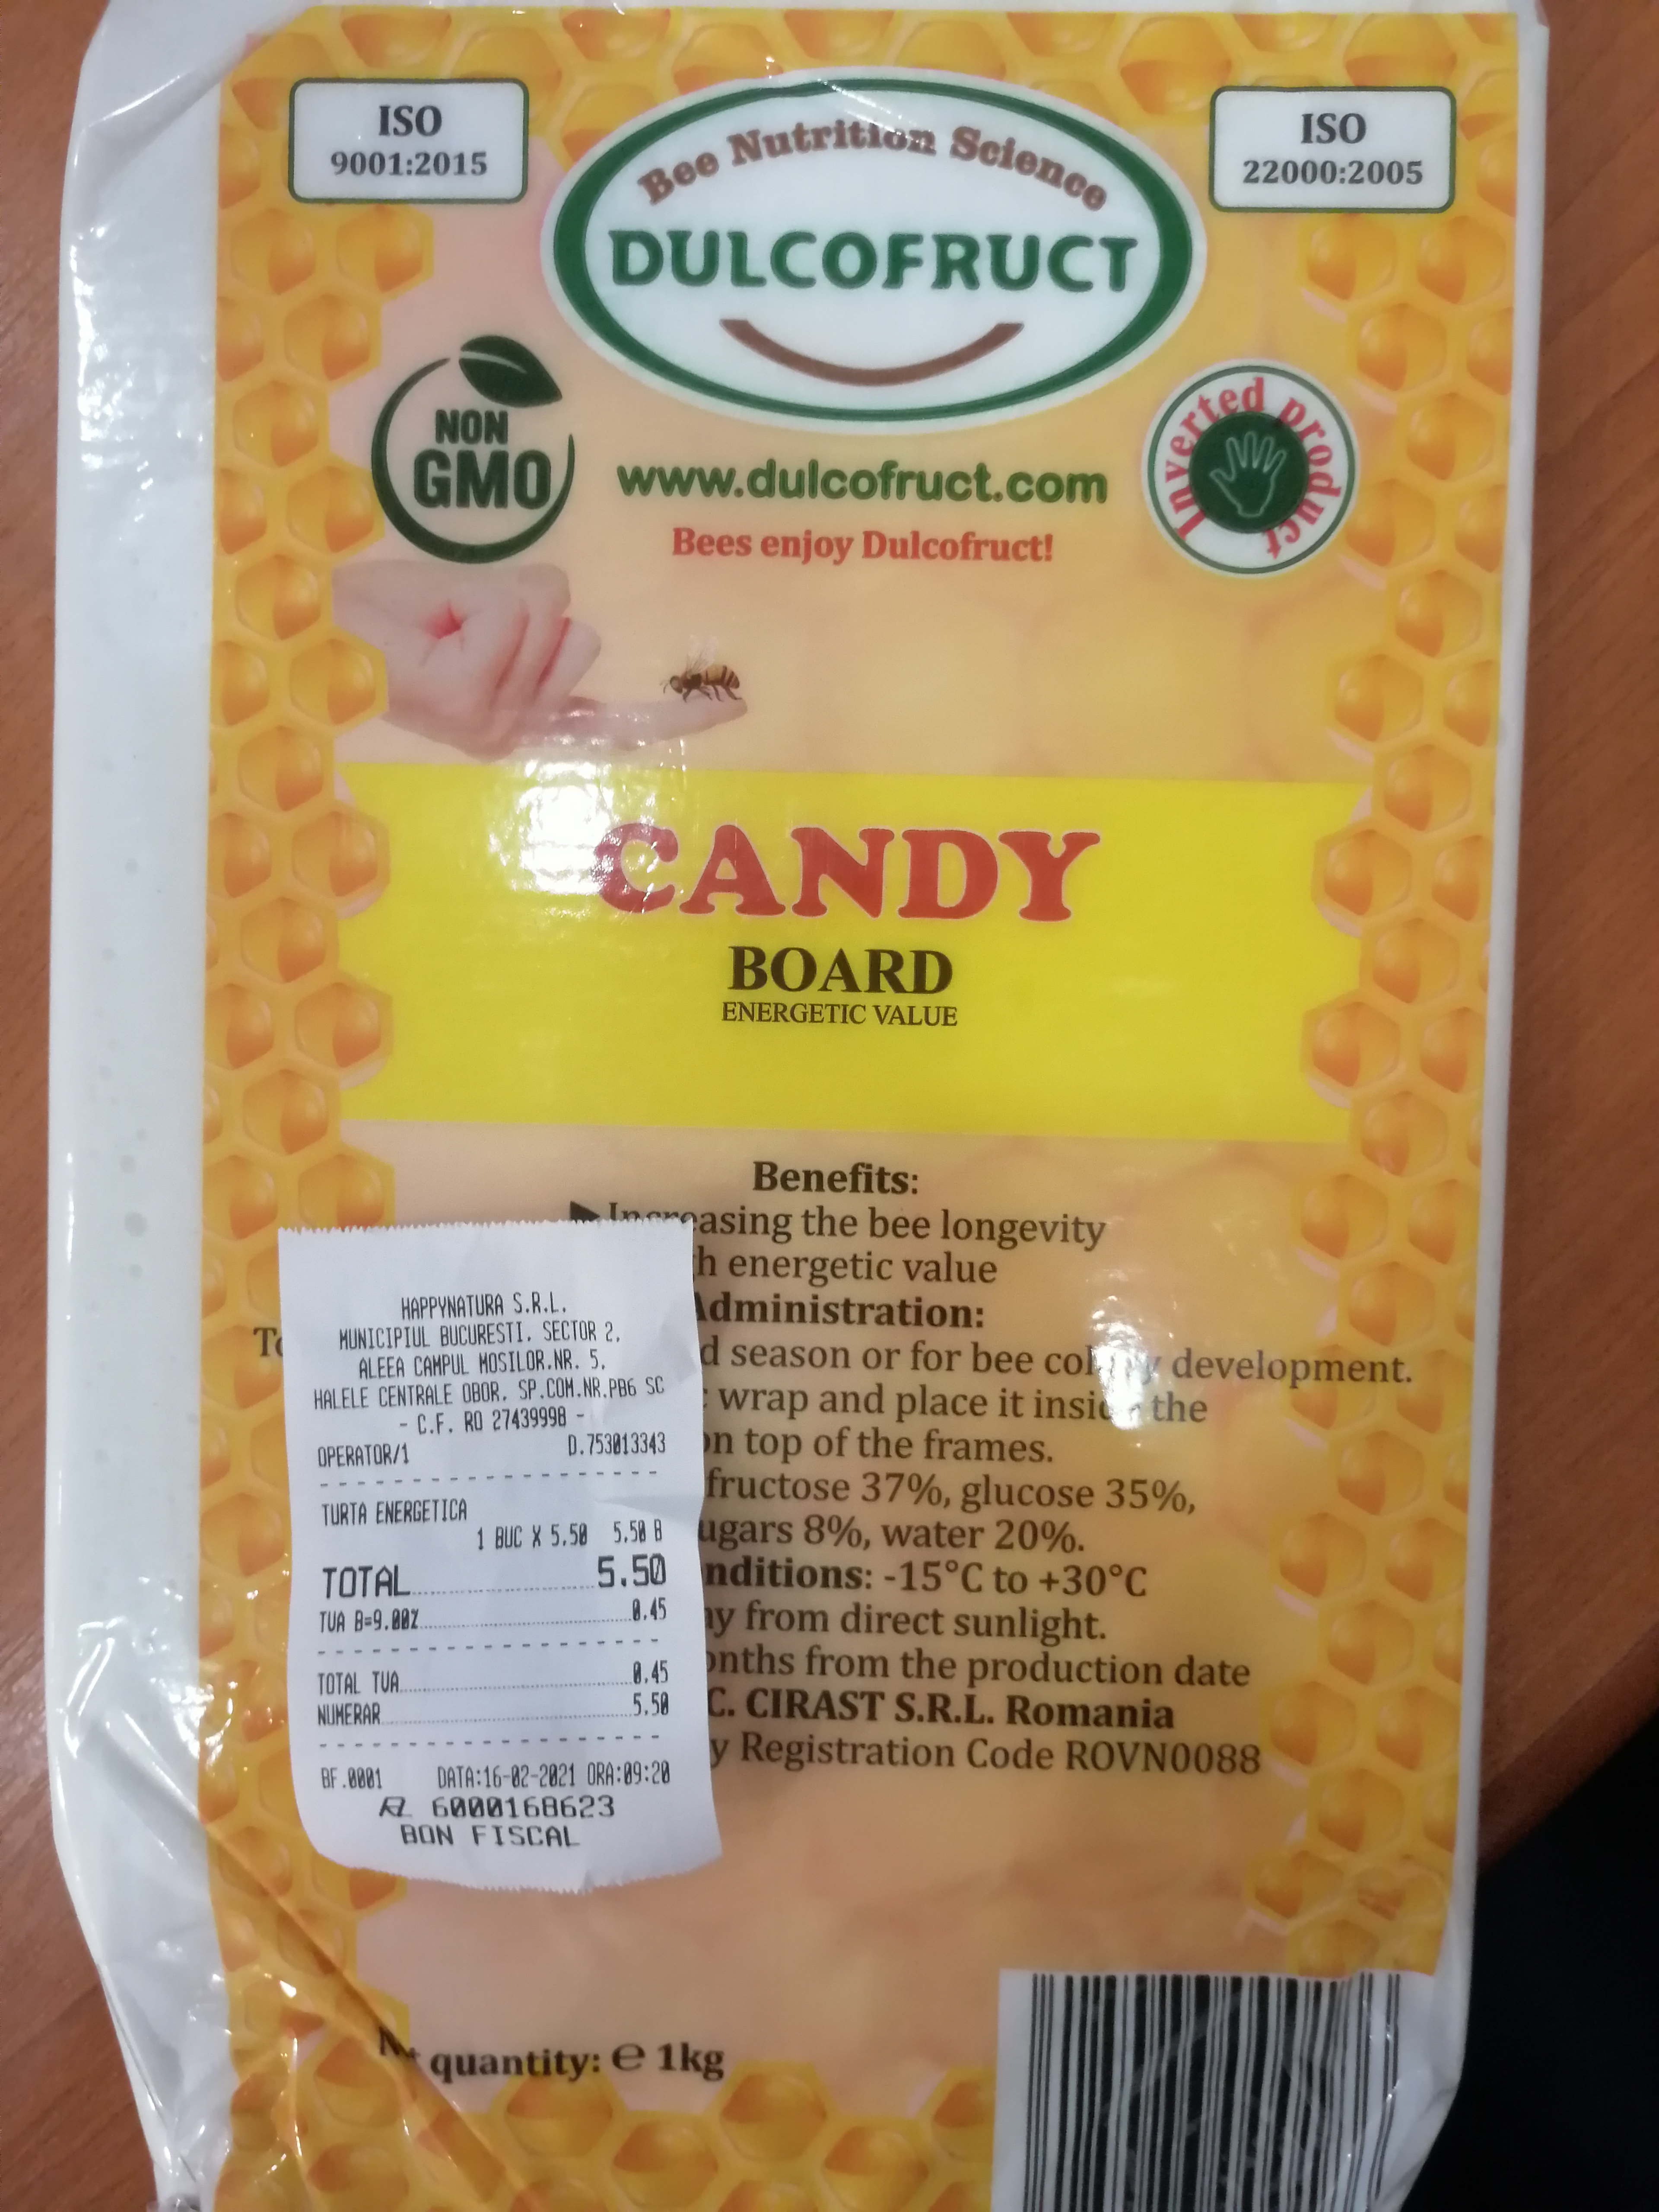 ISO
9001:2015
ISO
22000:2005
Bee Nutrition Science
DULCOFRUCT
NON
GMO
www.dulcofruct.com
Inverted product
Bees enjoy Dulcofruct!
CANDY
BOARD
ENERGETIC VALUE
Benefits:
Increasing the bee longevity
energetic value
Administration:
season or for bee colony development.
wrap and place it inside the
on top of the frames.
fructose 37%, glucose 35%,
8%, water 20%.
-15°C to +30°C
from direct sunlight.
from the production date
CIRAST S.R.L. Romania
Registration Code ROVN0088
HAPPYNATURA S.R.L.
MUNICIPIUL BUCURESTI. SECTOR 2,
ALEEA CAMPUL MOSILOR.NR. 5,
HALELE CENTRALE OBOR. SP.COM.NR.PB6 SC
- C.F. RO 27439998 -
OPERATOR/1 D.753013343
TURTA ENERGETICA
1 BUC X 5.50 5.50 B
TOTAL 5.50
TVA B=9.00% 0.45
TOTAL TVA 0.45
NUMERAR 5.50
BF.0001 DATA:16-02-2021 ORA:09:20
6000168623
BON FISCAL
quantity: ℮ 1kg